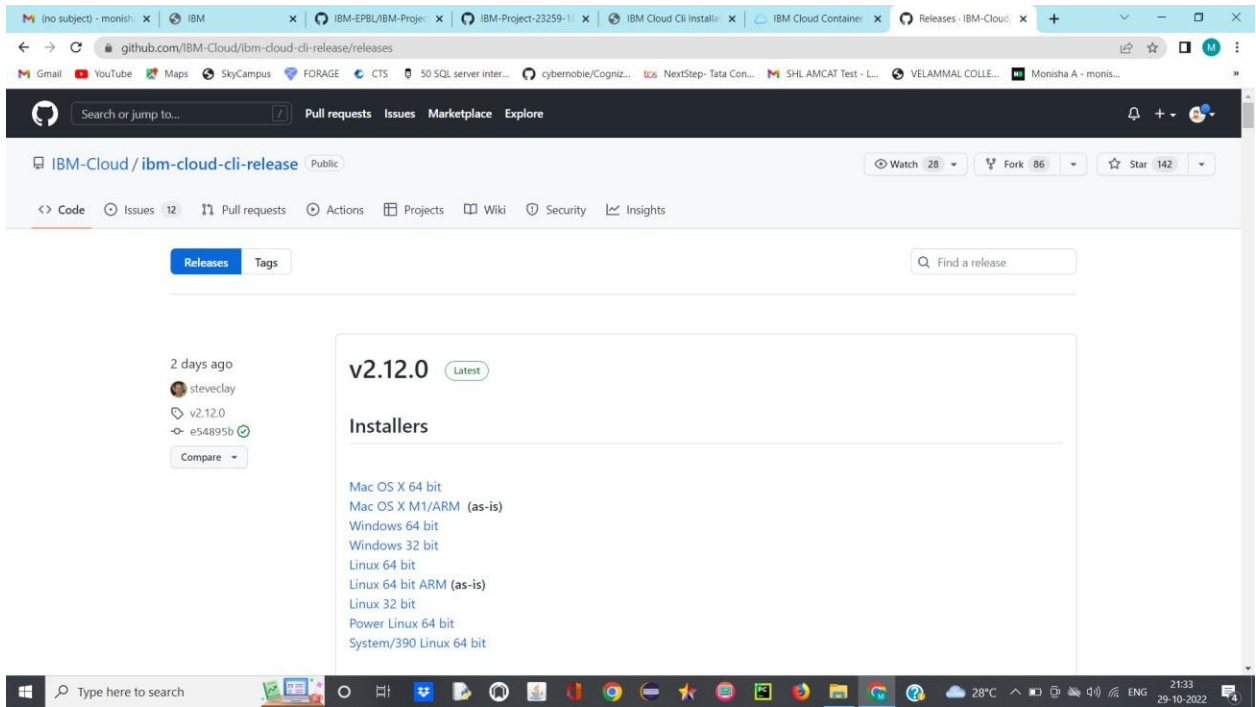 (no subject) - monish
IBM
IBM-EPBL/IBM-Projec
IBM-Project-23259-1
IBM Cloud Cli Installa
IBM Cloud Container
Releases · IBM-Cloud
github.com/IBM-Cloud/ibm-cloud-cli-release/releases
Gmail YouTube Maps SkyCampus FORAGE CTS 50 SQL server inter... cybernobie/Cogniz... NextStep- Tata Con... SHL AMCAT Test - L... VELAMMAL COLLE... Monisha A - monis... »
Search or jump to... / Pull requests Issues Marketplace Explore
IBM-Cloud / ibm-cloud-cli-release Public Watch 28 Fork 86 Star 142
<> Code Issues 12 Pull requests Actions Projects Wiki Security Insights
Releases Tags Find a release
2 days ago
steveclay
v2.12.0
e54895b
Compare
v2.12.0 Latest
Installers
Mac OS X 64 bit
Mac OS X M1/ARM (as-is)
Windows 64 bit
Windows 32 bit
Linux 64 bit
Linux 64 bit ARM (as-is)
Linux 32 bit
Power Linux 64 bit
System/390 Linux 64 bit
Type here to search 28°C ENG 21:33
29-10-2022